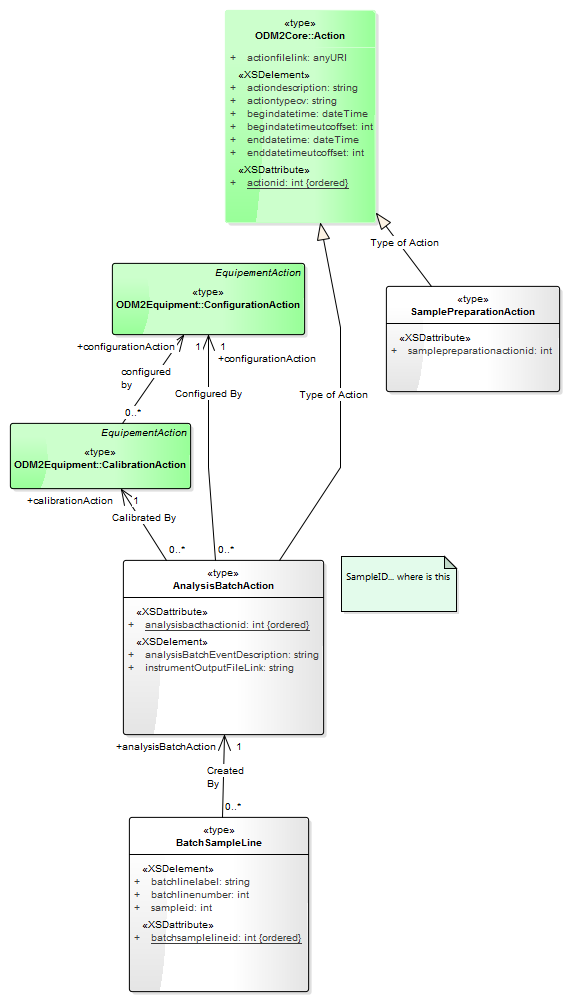 «type»
ODM2Core::Action
+ actionfilelink: anyURI
«XSDelement»
+ actiondescription: string
+ actiontypecv: string
+ begindatetime: dateTime
+ begindatetimeutcoffset: int
+ enddatetime: dateTime
+ enddatetimeutcoffset: int
«XSDattribute»
+ actionid: int {ordered}
Type of Action
EquipementAction
«type»
ODM2Equipment::ConfigurationAction
«type»
SamplePreparationAction
«XSDattribute»
+ samplepreparationactionid: int
+configurationAction
1
1
+configurationAction
configured
by
0..*
Configured By
Type of Action
EquipementAction
«type»
ODM2Equipment::CalibrationAction
+calibrationAction
1
Calibrated By
0..*
0..*
«type»
AnalysisBatchAction
«XSDattribute»
+ analysisbacthactionid: int {ordered}
«XSDelement»
+ analysisBatchEventDescription: string
+ instrumentOutputFileLink: string
SampleID... where is this
+analysisBatchAction
1
Created
By
0..*
«type»
BatchSampleLine
«XSDelement»
+ batchlinelabel: string
+ batchlinenumber: int
+ sampleid: int
«XSDattribute»
+ batchsamplelineid: int {ordered}